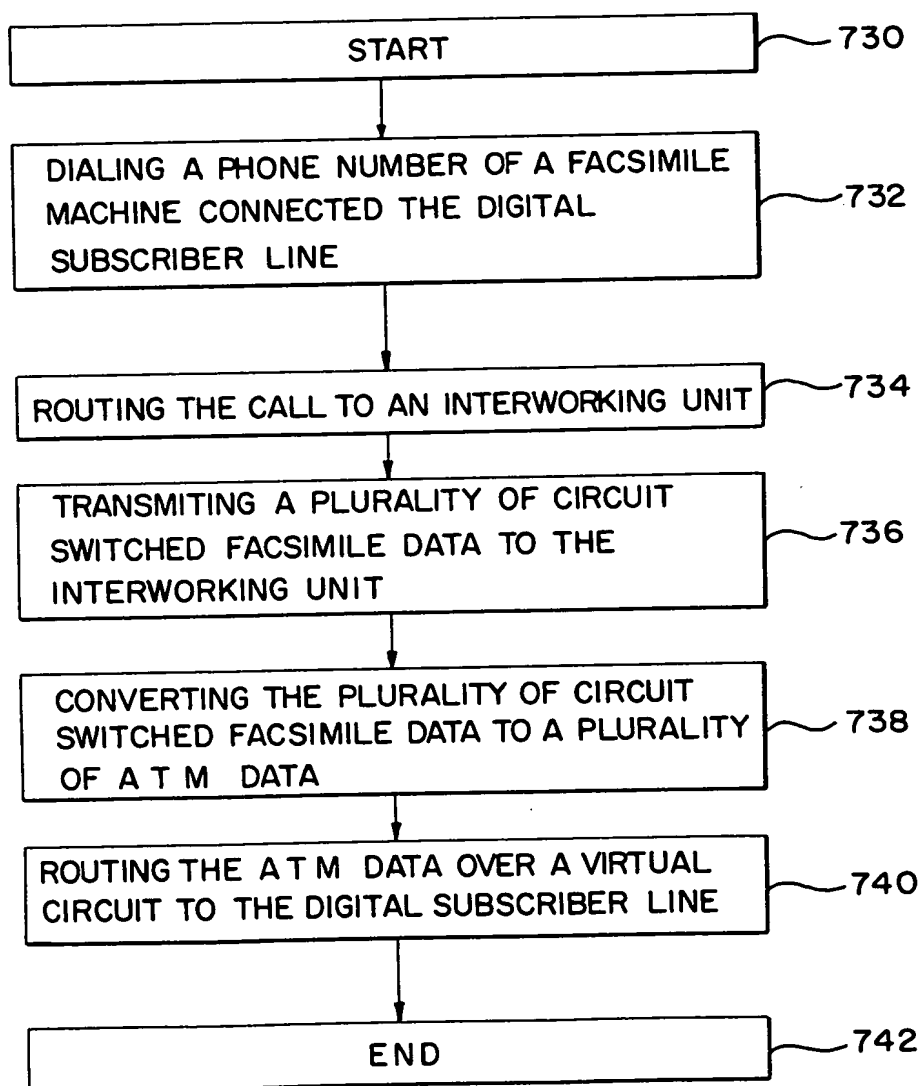 START
730
DIALING A PHONE NUMBER OF A FACSIMILE
MACHINE CONNECTED THE DIGITAL
SUBSCRIBER LINE
732
ROUTING THE CALL TO AN INTERWORKING UNIT
734
TRANSMITING A PLURALITY OF CIRCUIT
SWITCHED FACSIMILE DATA TO THE
INTERWORKING UNIT
736
CONVERTING THE PLURALITY OF CIRCUIT
SWITCHED FACSIMILE DATA TO A PLURALITY
OF A T M DATA
738
ROUTING THE A T M DATA OVER A VIRTUAL
CIRCUIT TO THE DIGITAL SUBSCRIBER LINE
740
END
742